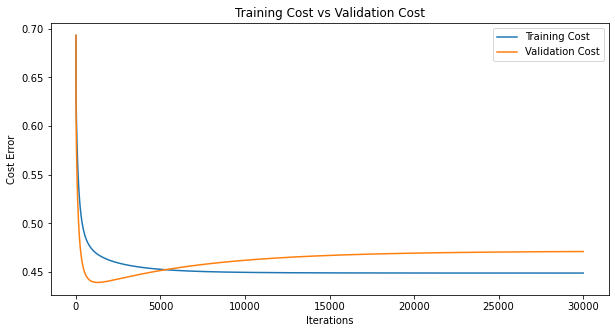 Training Cost vs Validation Cost
Training Cost
Validation Cost
Cost Error
0.70
0.65
0.60
0.55
0.50
0.45
0
5000
10000
15000
20000
25000
30000
Iterations